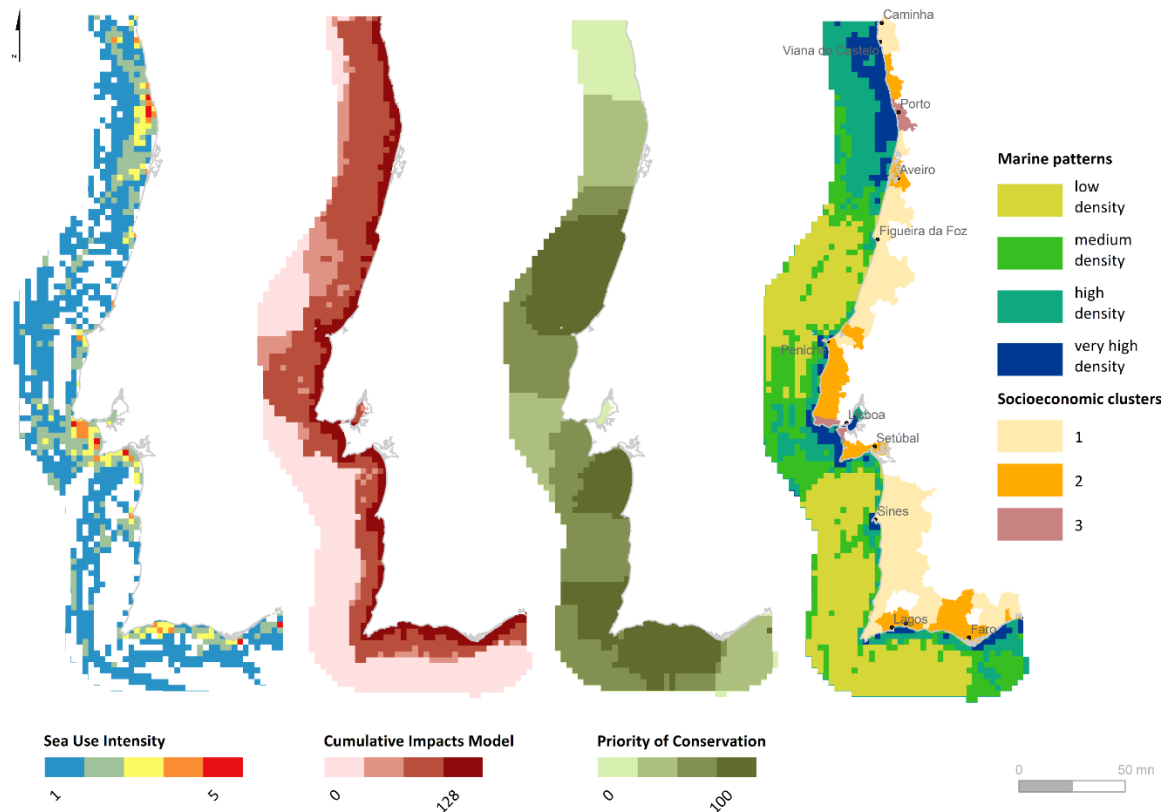 z
Caminha
Viana do Castelo
Porto
Aveiro
Figueira da Foz
Peniche
Lisboa
Setúbal
Sines
Lagos
Faro
Marine patterns
low
density
medium
density
high
density
very high
density
Socioeconomic clusters
1
2
3
Sea Use Intensity
1
5
Cumulative Impacts Model
0
128
Priority of Conservation
0
100
0
50 mn